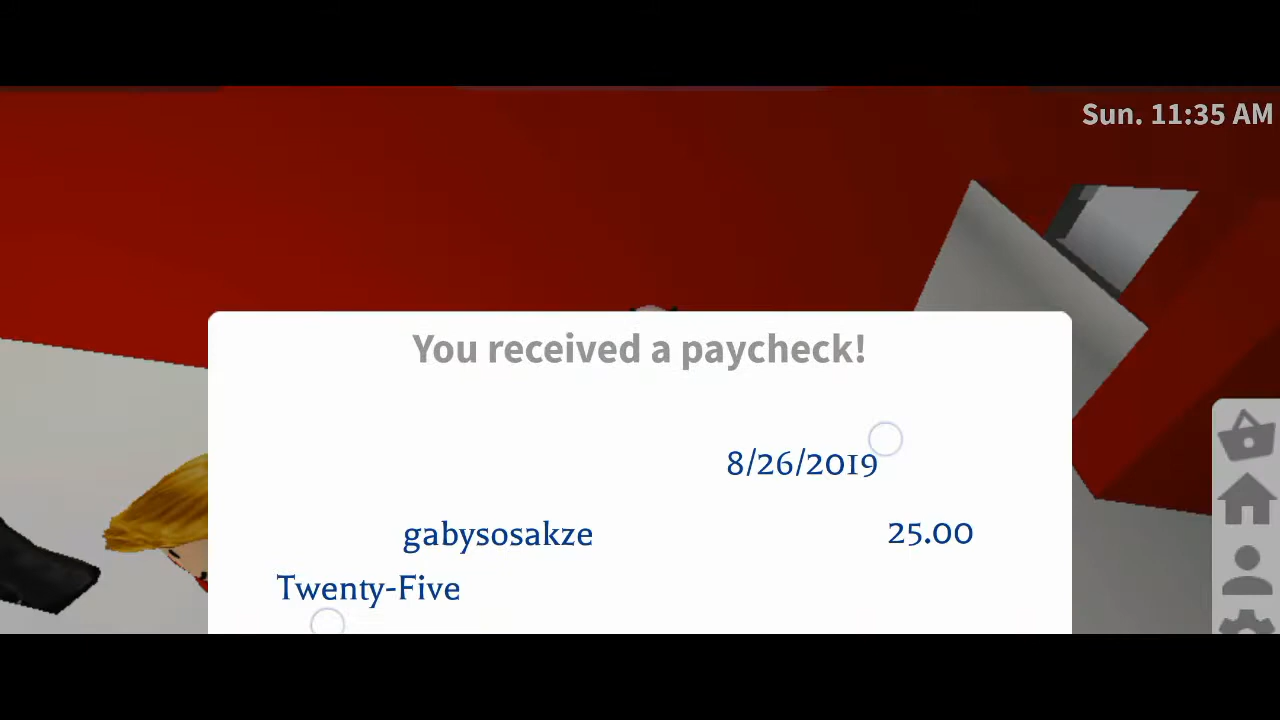 Sun. 11:35 AM
You received a paycheck!
8/26/2019
gabysosakze 25.00
Twenty-Five